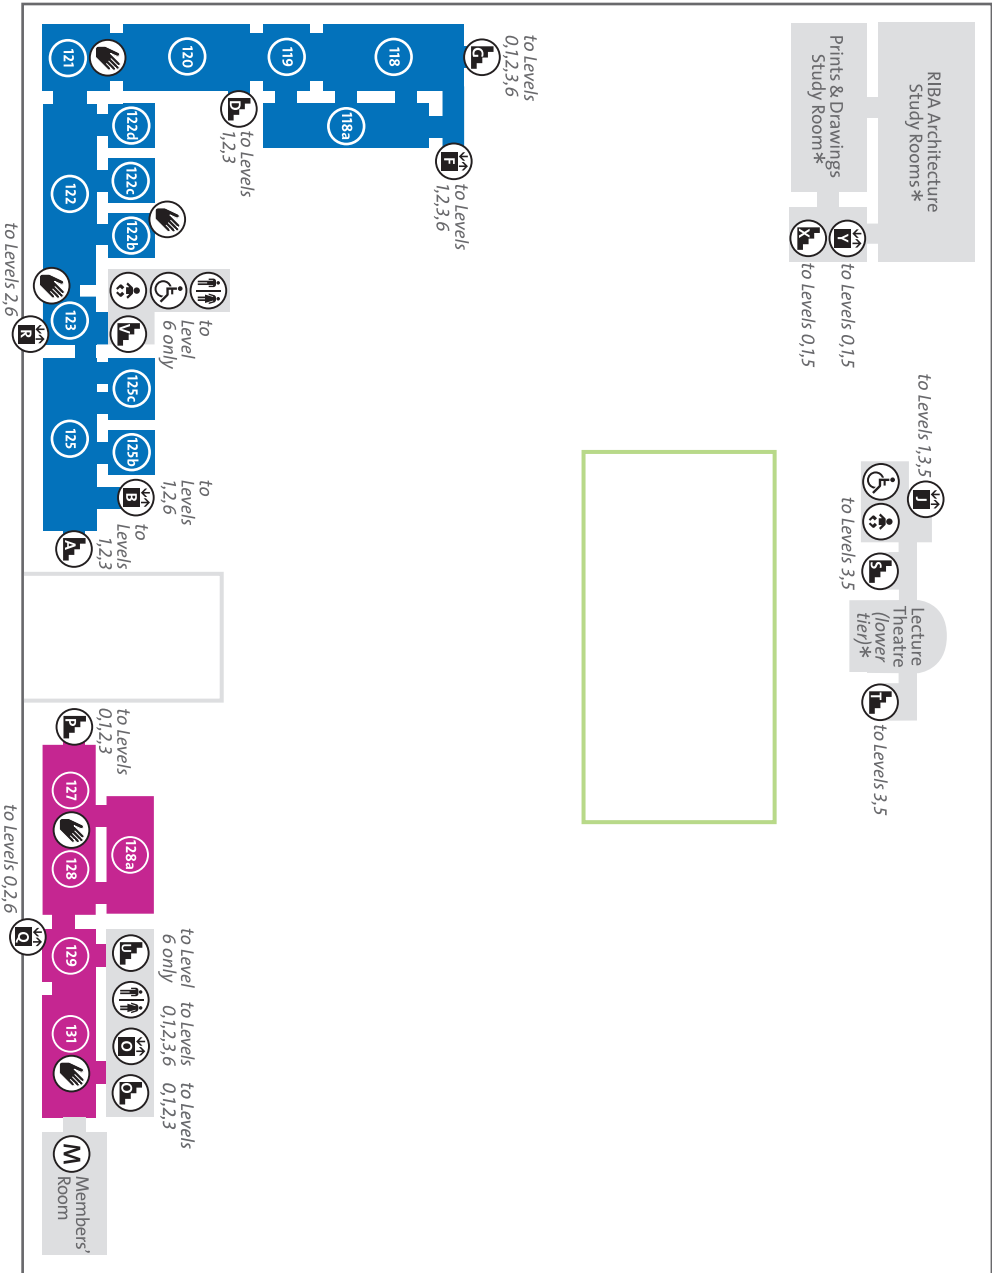 RIBA Architecture
Study Rooms*
Prints & Drawings
Study Room*
Y
to Levels 0,1,5
X
to Levels 0,1,5
to Levels 1,3,5
J
S
to Levels 3,5
Lecture
Theatre
(lower
tier)*
T
to Levels 3,5
G
to Levels
0,1,2,3,6
118
119
120
121
118a
F
to Levels
1,2,3,6
D
to Levels
1,2,3
122d
122c
122b
122
123
R
to Levels 2,6
V
to
Level
6 only
125c
125b
125
B
to
Levels
1,2,6
A
to
Levels
1,2,3
P
to Levels
0,1,2,3
127
128
128a
129
131
Q
to Levels 0,2,6
U
to Level
6 only
O
to Levels
0,1,2,3,6
O
to Levels
0,1,2,3
M
Members'
Room